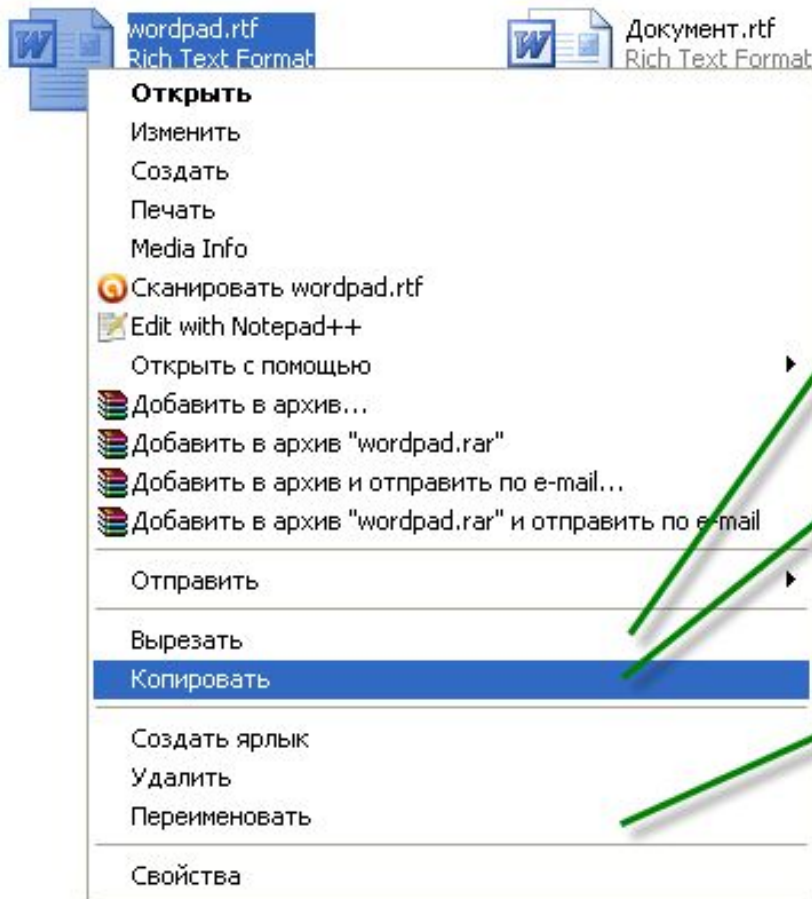 wordpad.rtf
Rich Text Format
Документ.rtf
Rich Text Format
Открыть
Изменить
Создать
Печать
Media Info
Сканировать wordpad.rtf
Edit with Notepad++
Открыть с помощью
Добавить в архив...
Добавить в архив "wordpad.rar"
Добавить в архив и отправить по e-mail...
Добавить в архив "wordpad.rar" и отправить по e-mail
Отправить
Вырезать
Копировать
Создать ярлык
Удалить
Переименовать
Свойства